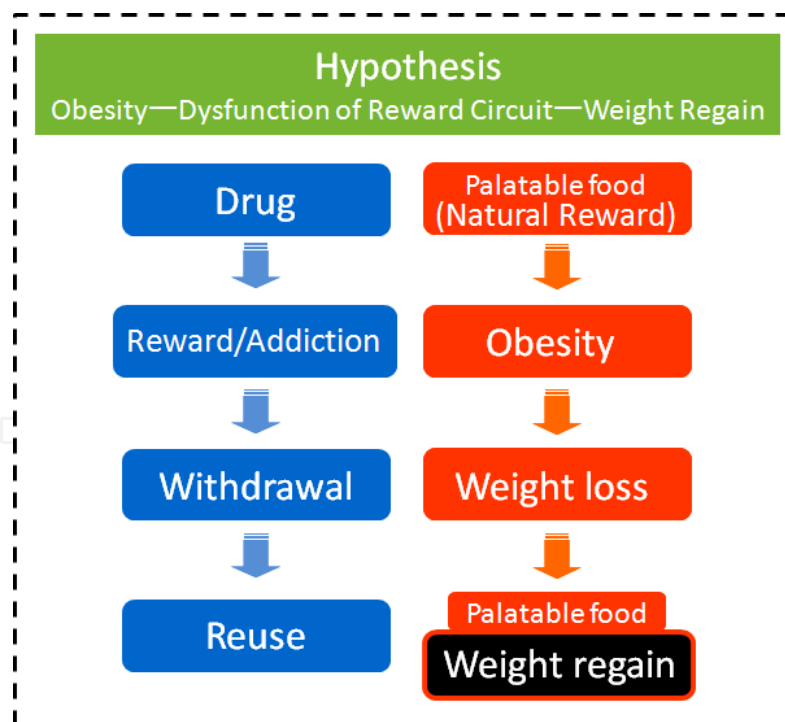 Hypothesis
Obesity—Dysfunction of Reward Circuit—Weight Regain
Drug
Palatable food
(Natural Reward)
Reward/Addiction
Obesity
Withdrawal
Weight loss
Reuse
Palatable food
Weight regain